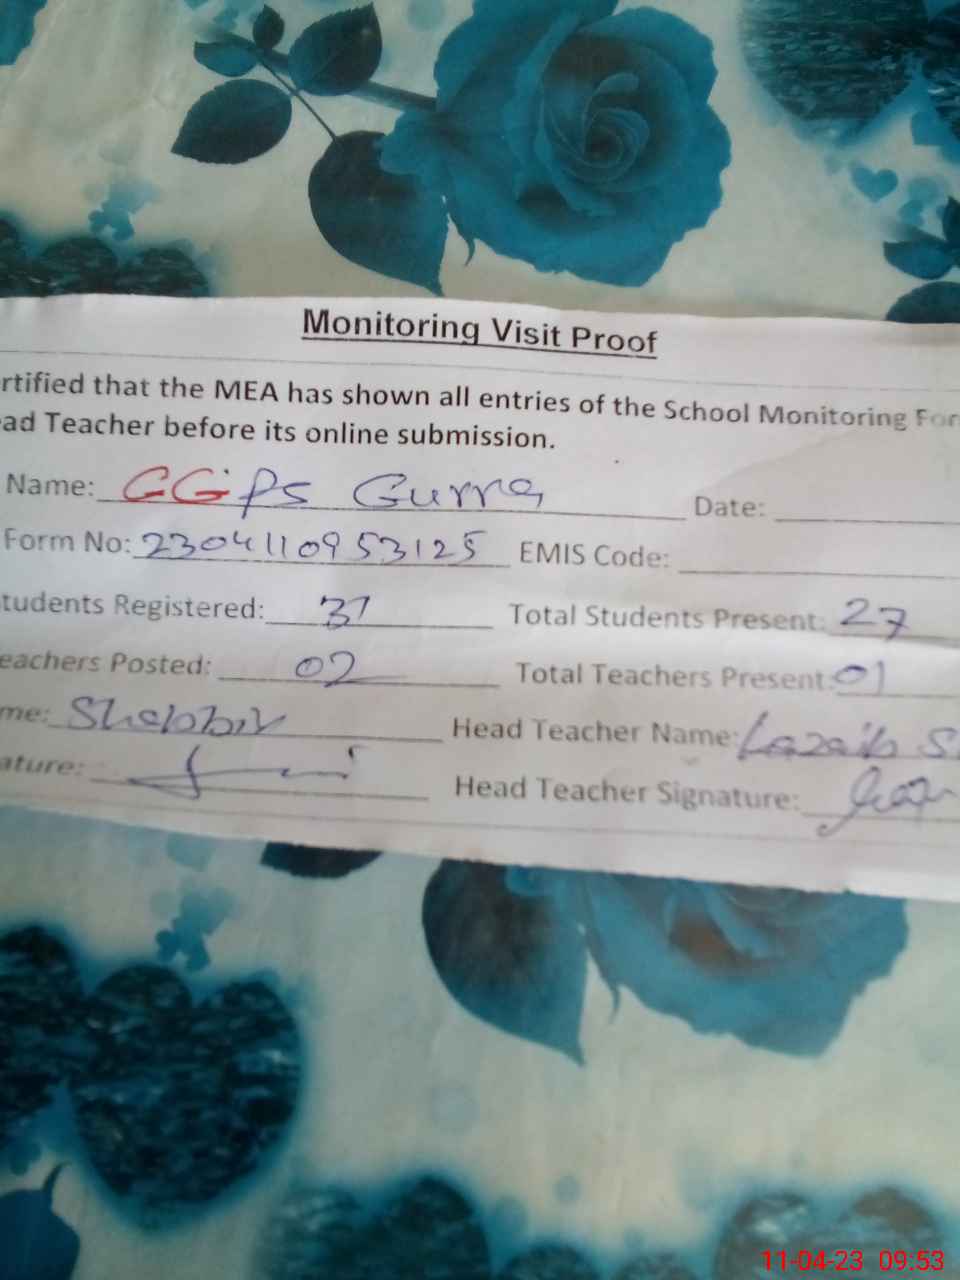 Monitoring Visit Proof
rtified that the MEA has shown all entries of the School Monitoring For
ad Teacher before its online submission.
Name: GGPS Gurra Date:
Form No: 2304110953125 EMIS Code:
tudents Registered: 31 Total Students Present: 27
eachers Posted: 02 Total Teachers Present: 01
me: Shabbir Head Teacher Name:
ature: Head Teacher Signature:
11-04-23 09:53